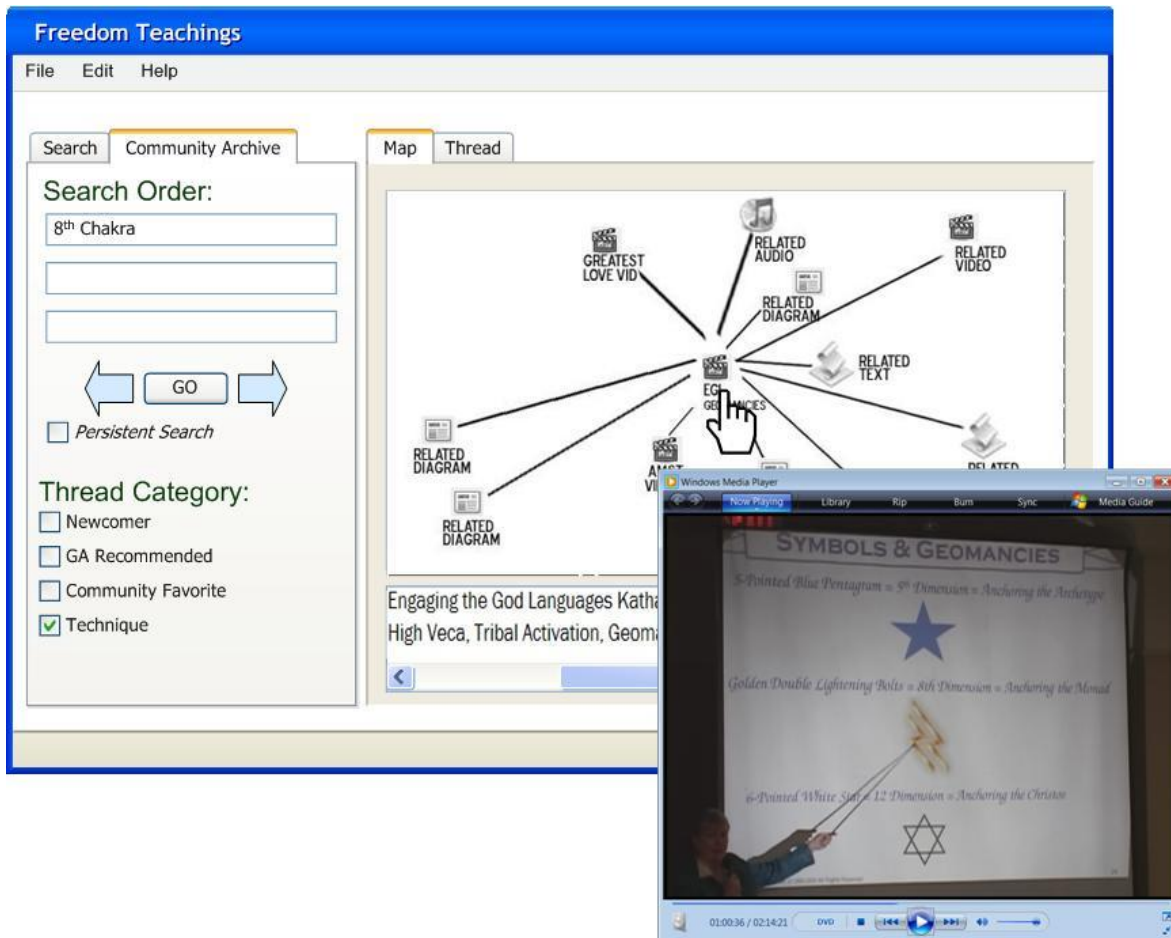 Freedom Teachings
File Edit Help
Search Community Archive
Map Thread
Search Order:
8th Chakra
GO
Persistent Search
Thread Category:
Newcomer
GA Recommended
Community Favorite
Technique
GREATEST
LOVE VID
RELATED
AUDIO
RELATED
VIDEO
RELATED
DIAGRAM
RELATED
TEXT
RELATED
DIAGRAM
RELATED
DIAGRAM
RELATED
Engaging the God Languages
High Veca, Tribal Activation,
Windows Media Player
Now Playing Library Rip Burn Sync Media Guide
SYMBOLS & GEOMANCIES
5-Pointed Blue Pentagram = 5th Dimension = Anchoring the Archetype
Golden Double Lightening Bolts = 8th Dimension = Anchoring the Monad
6-Pointed White Star = 12 Dimension = Anchoring the Christos
01:00:36 / 02:14:21 DVD